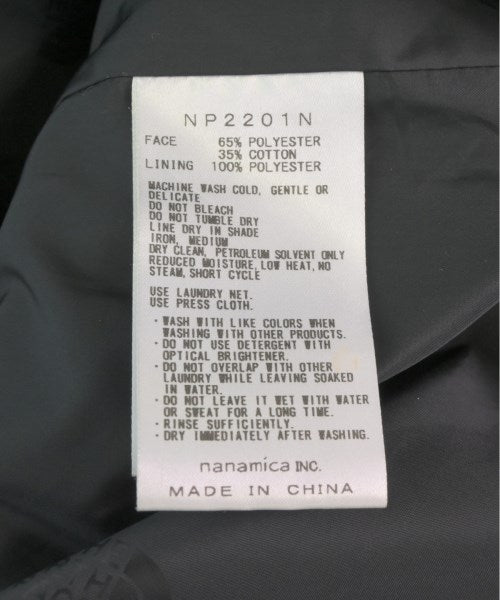 NP2201N
FACE 65% POLYESTER
35% COTTON
LINING 100% POLYESTER
MACHINE WASH COLD, GENTLE OR
DELICATE
DO NOT BLEACH
DO NOT TUMBLE DRY
LINE DRY IN SHADE
IRON, MEDIUM
DRY CLEAN, PETROLEUM SOLVENT ONLY
REDUCED MOISTURE, LOW HEAT, NO
STEAM, SHORT CYCLE
USE LAUNDRY NET.
USE PRESS CLOTH.
・WASH WITH LIKE COLORS WHEN
WASHING WITH OTHER PRODUCTS.
・DO NOT USE DETERGENT WITH
OPTICAL BRIGHTENER.
・DO NOT OVERLAP WITH OTHER
LAUNDRY WHILE LEAVING SOAKED
IN WATER.
・DO NOT LEAVE IT WET WITH WATER
OR SWEAT FOR A LONG TIME.
・RINSE SUFFICIENTLY.
・DRY IMMEDIATELY AFTER WASHING.
nanamica INC.
MADE IN CHINA